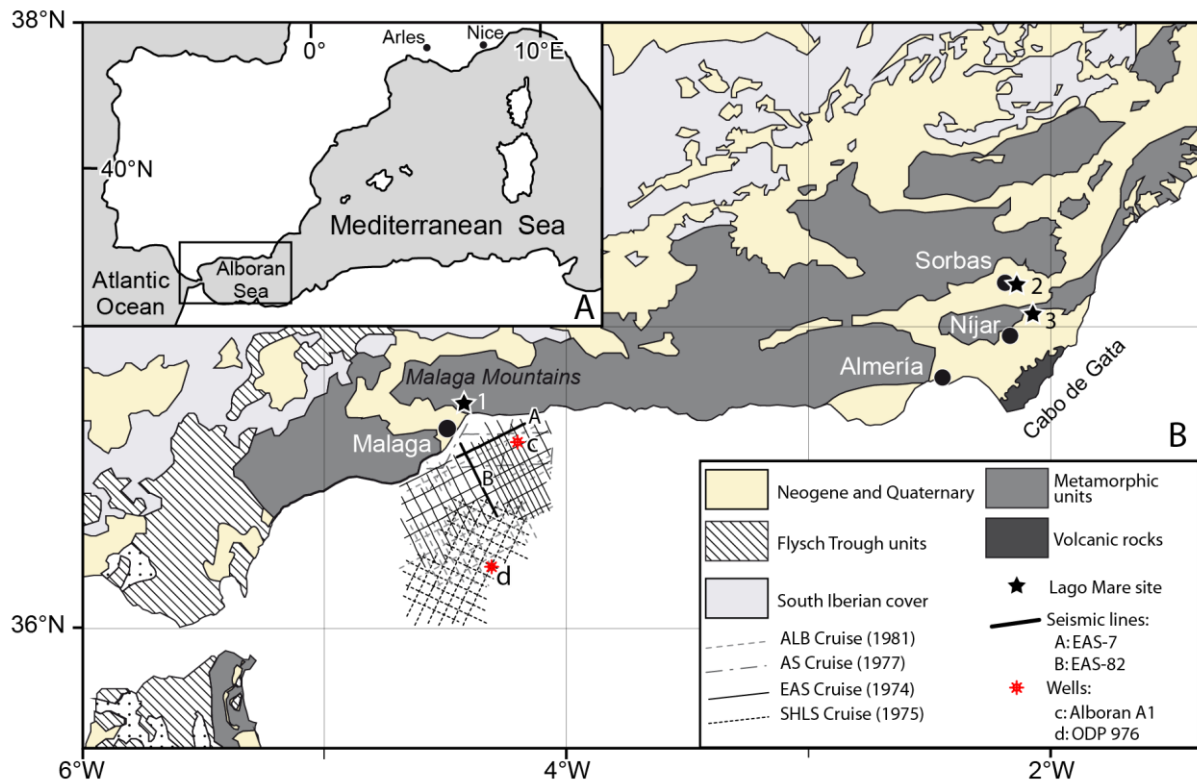 38°N
0°
Arles
Nice
10°E
40°N
Mediterranean Sea
Alboran
Sea
Atlantic
Ocean
A
Sorbas
2
Níjar
3
Almería
Cabo de Gata
Malaga Mountains
1
Malaga
A
c
B
d
B
36°N
6°W
4°W
2°W
Neogene and Quaternary
Flysch Trough units
South Iberian cover
ALB Cruise (1981)
AS Cruise (1977)
EAS Cruise (1974)
SHLS Cruise (1975)
Metamorphic
units
Volcanic rocks
Lago Mare site
Seismic lines:
A: EAS-7
B: EAS-82
Wells:
c: Alboran A1
d: ODP 976